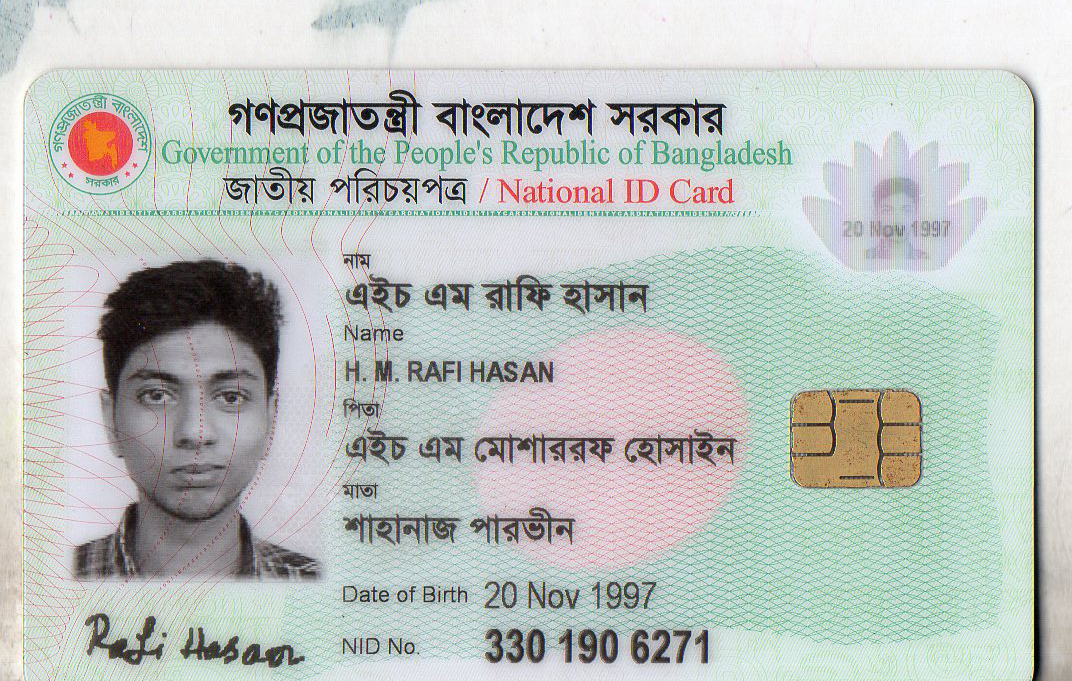 গণপ্রজাতন্ত্রী বাংলাদেশ সরকার
Government of the People's Republic of Bangladesh
জাতীয় পরিচয়পত্র / National ID Card
গণপ্রজাতন্ত্রী বাংলাদেশ
সরকার
20 Nov 1997
নাম
এইচ এম রাফি হাসান
Name
H. M. RAFI HASAN
পিতা
এইচ এম মোশাররফ হোসাইন
মাতা
শাহানাজ পারভীন
Date of Birth 20 Nov 1997
NID No. 330 190 6271
Rafi Hasan